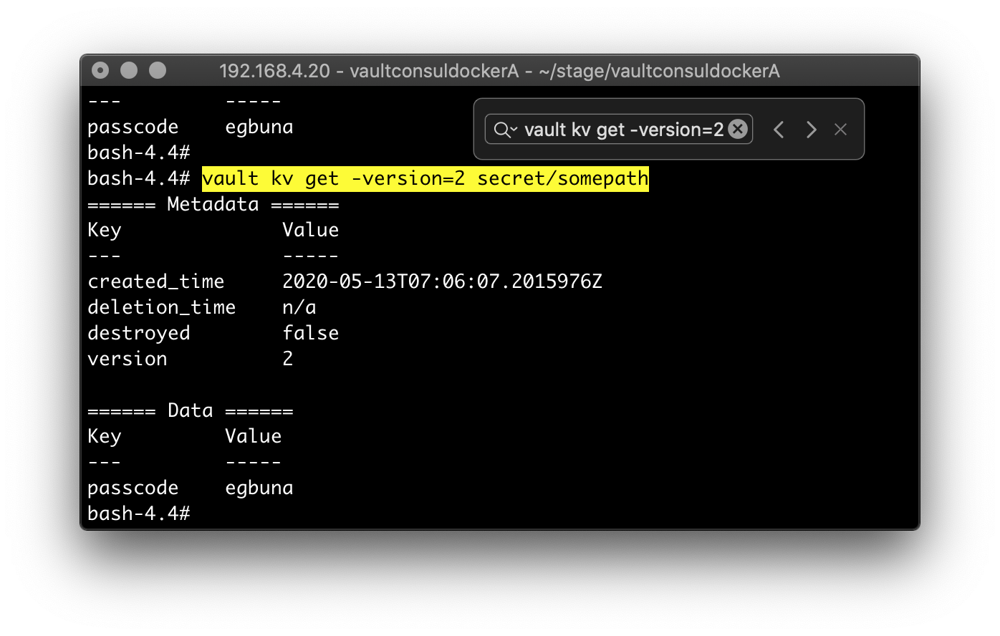 192.168.4.20 - vaultconsuldockerA - ~/stage/vaultconsuldockerA
vault kv get -version=2
---         -----
passcode    egbuna
bash-4.4#
bash-4.4# vault kv get -version=2 secret/somepath
====== Metadata ======
Key              Value
---              -----
created_time     2020-05-13T07:06:07.2015976Z
deletion_time    n/a
destroyed        false
version          2
====== Data ======
Key         Value
---         -----
passcode    egbuna
bash-4.4#